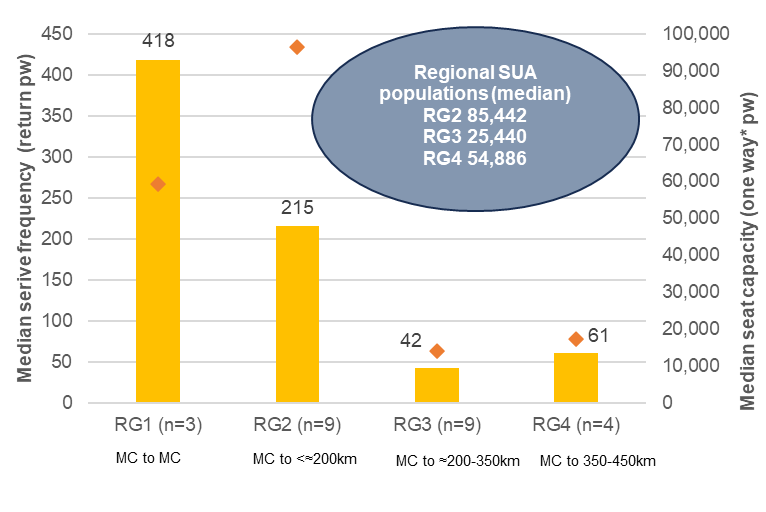 Median serive frequency (return pw)
450
400
350
300
250
200
150
100
50
0
418
215
42
61
Regional SUA
populations (median)
RG2 85,442
RG3 25,440
RG4 54,886
100,000
90,000
80,000
70,000
60,000
50,000
40,000
30,000
20,000
10,000
0
Median seat capacity (one way* pw)
RG1 (n=3)
RG2 (n=9)
RG3 (n=9)
RG4 (n=4)
MC to MC
MC to <≈200km
MC to ≈200-350km
MC to 350-450km